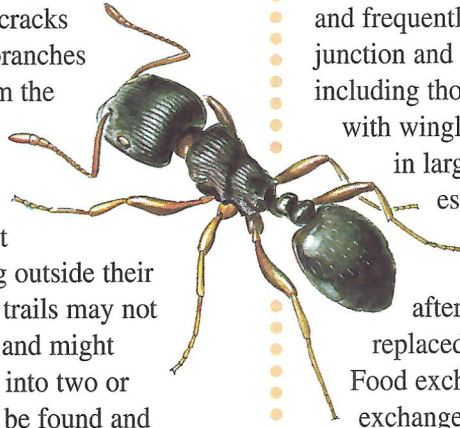 cracks
branches
the
outside their
trails may not
and might
into two or
be found and
and frequentl
junction and
including tho
with wingl
in larg
es
after
replaced
Food exch
exchange